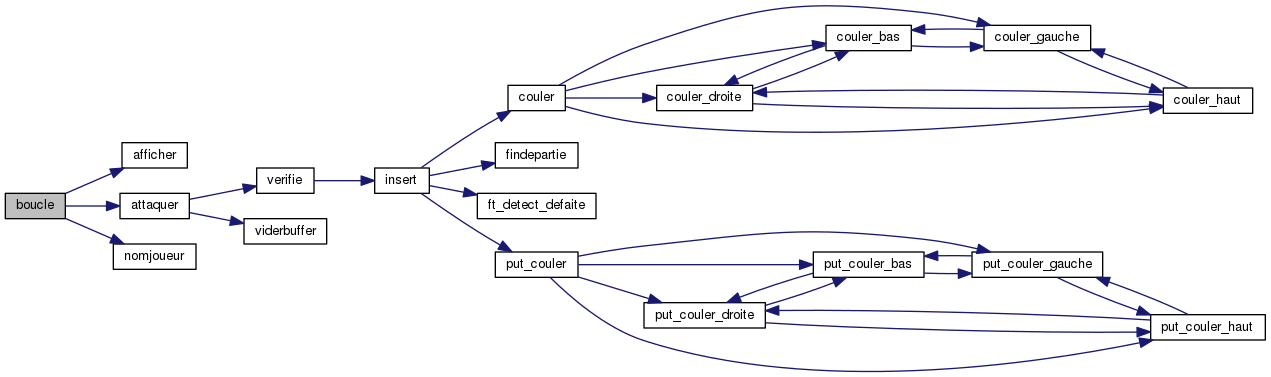 boucle
afficher
attaquer
nomjoueur
verifie
viderbuffer
insert
couler
findepartie
ft_detect_defaite
put_couler
couler_bas
couler_gauche
couler_droite
couler_haut
put_couler_bas
put_couler_gauche
put_couler_droite
put_couler_haut